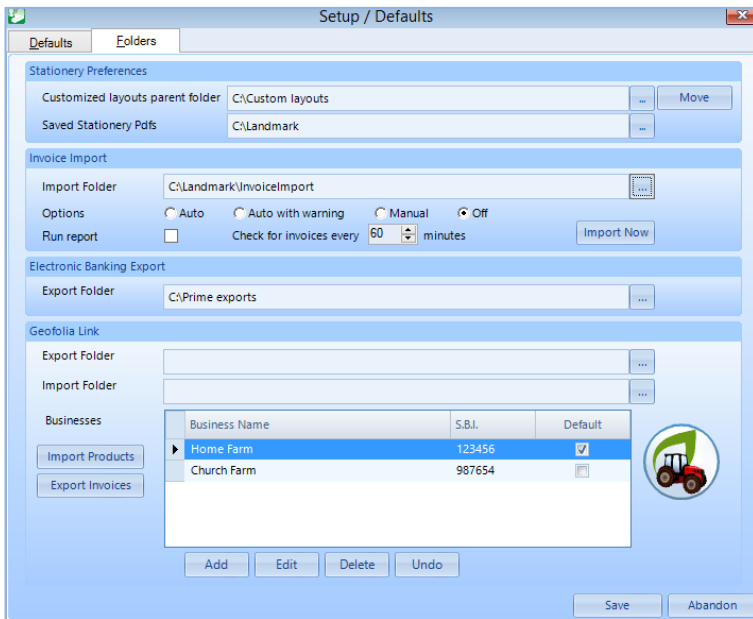 Setup / Defaults
Defaults Folders
Stationery Preferences
Customized layouts parent folder C:\Custom layouts ... Move
Saved Stationery Pdfs C:\Landmark ...
Invoice Import
Import Folder C:\Landmark\InvoiceImport ...
Options Auto Auto with warning Manual Off
Run report Check for invoices every 60 minutes Import Now
Electronic Banking Export
Export Folder C:\Prime exports ...
Geofolia Link
Export Folder ...
Import Folder ...
Businesses Business Name S.B.I. Default
Import Products Home Farm 123456
Export Invoices Church Farm 987654
Add Edit Delete Undo
Save Abandon